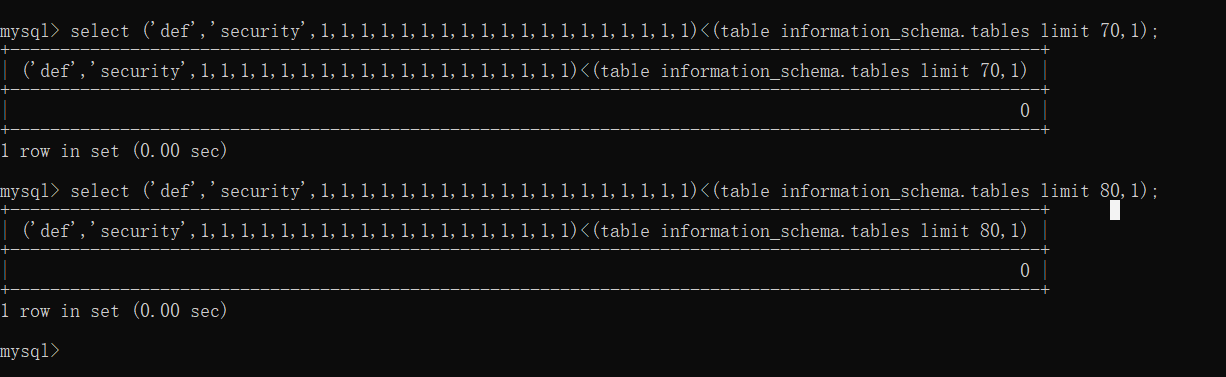 mysql> select ('def','security',1,1,1,1,1,1,1,1,1,1,1,1,1,1,1,1,1,1,1)<(table information_schema.tables limit 70,1);
| ('def','security',1,1,1,1,1,1,1,1,1,1,1,1,1,1,1,1,1,1,1)<(table information_schema.tables limit 70,1) |
| 0 |
1 row in set (0.00 sec)
mysql> select ('def','security',1,1,1,1,1,1,1,1,1,1,1,1,1,1,1,1,1,1,1)<(table information_schema.tables limit 80,1);
| ('def','security',1,1,1,1,1,1,1,1,1,1,1,1,1,1,1,1,1,1,1)<(table information_schema.tables limit 80,1) |
| 0 |
1 row in set (0.00 sec)
mysql>